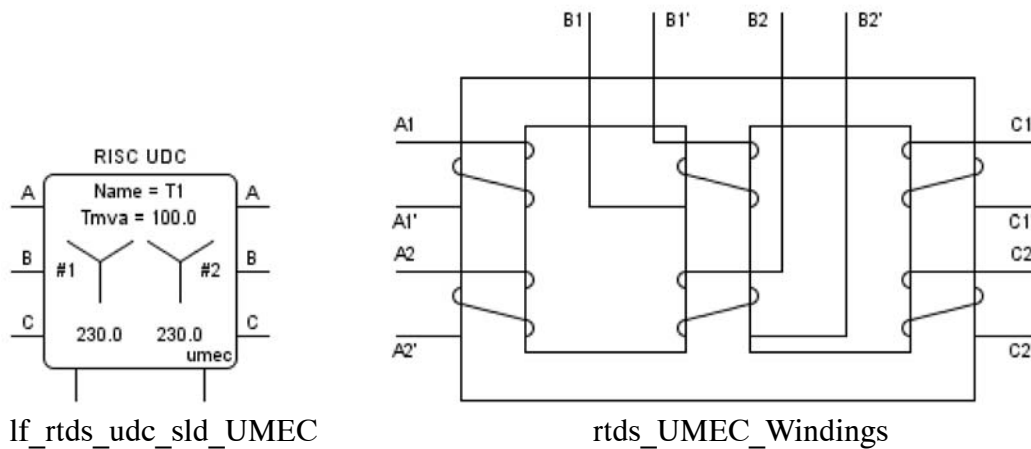 B1 B1' B2 B2'
A1 C1
RISC UDC
A Name = T1 A
Tmva = 100.0
A1' C1
A2 C2
B #1 #2 B
C 230.0 230.0 C
umec
A2' C2
lf_rtds_udc_sld_UMEC rtds_UMEC_Windings